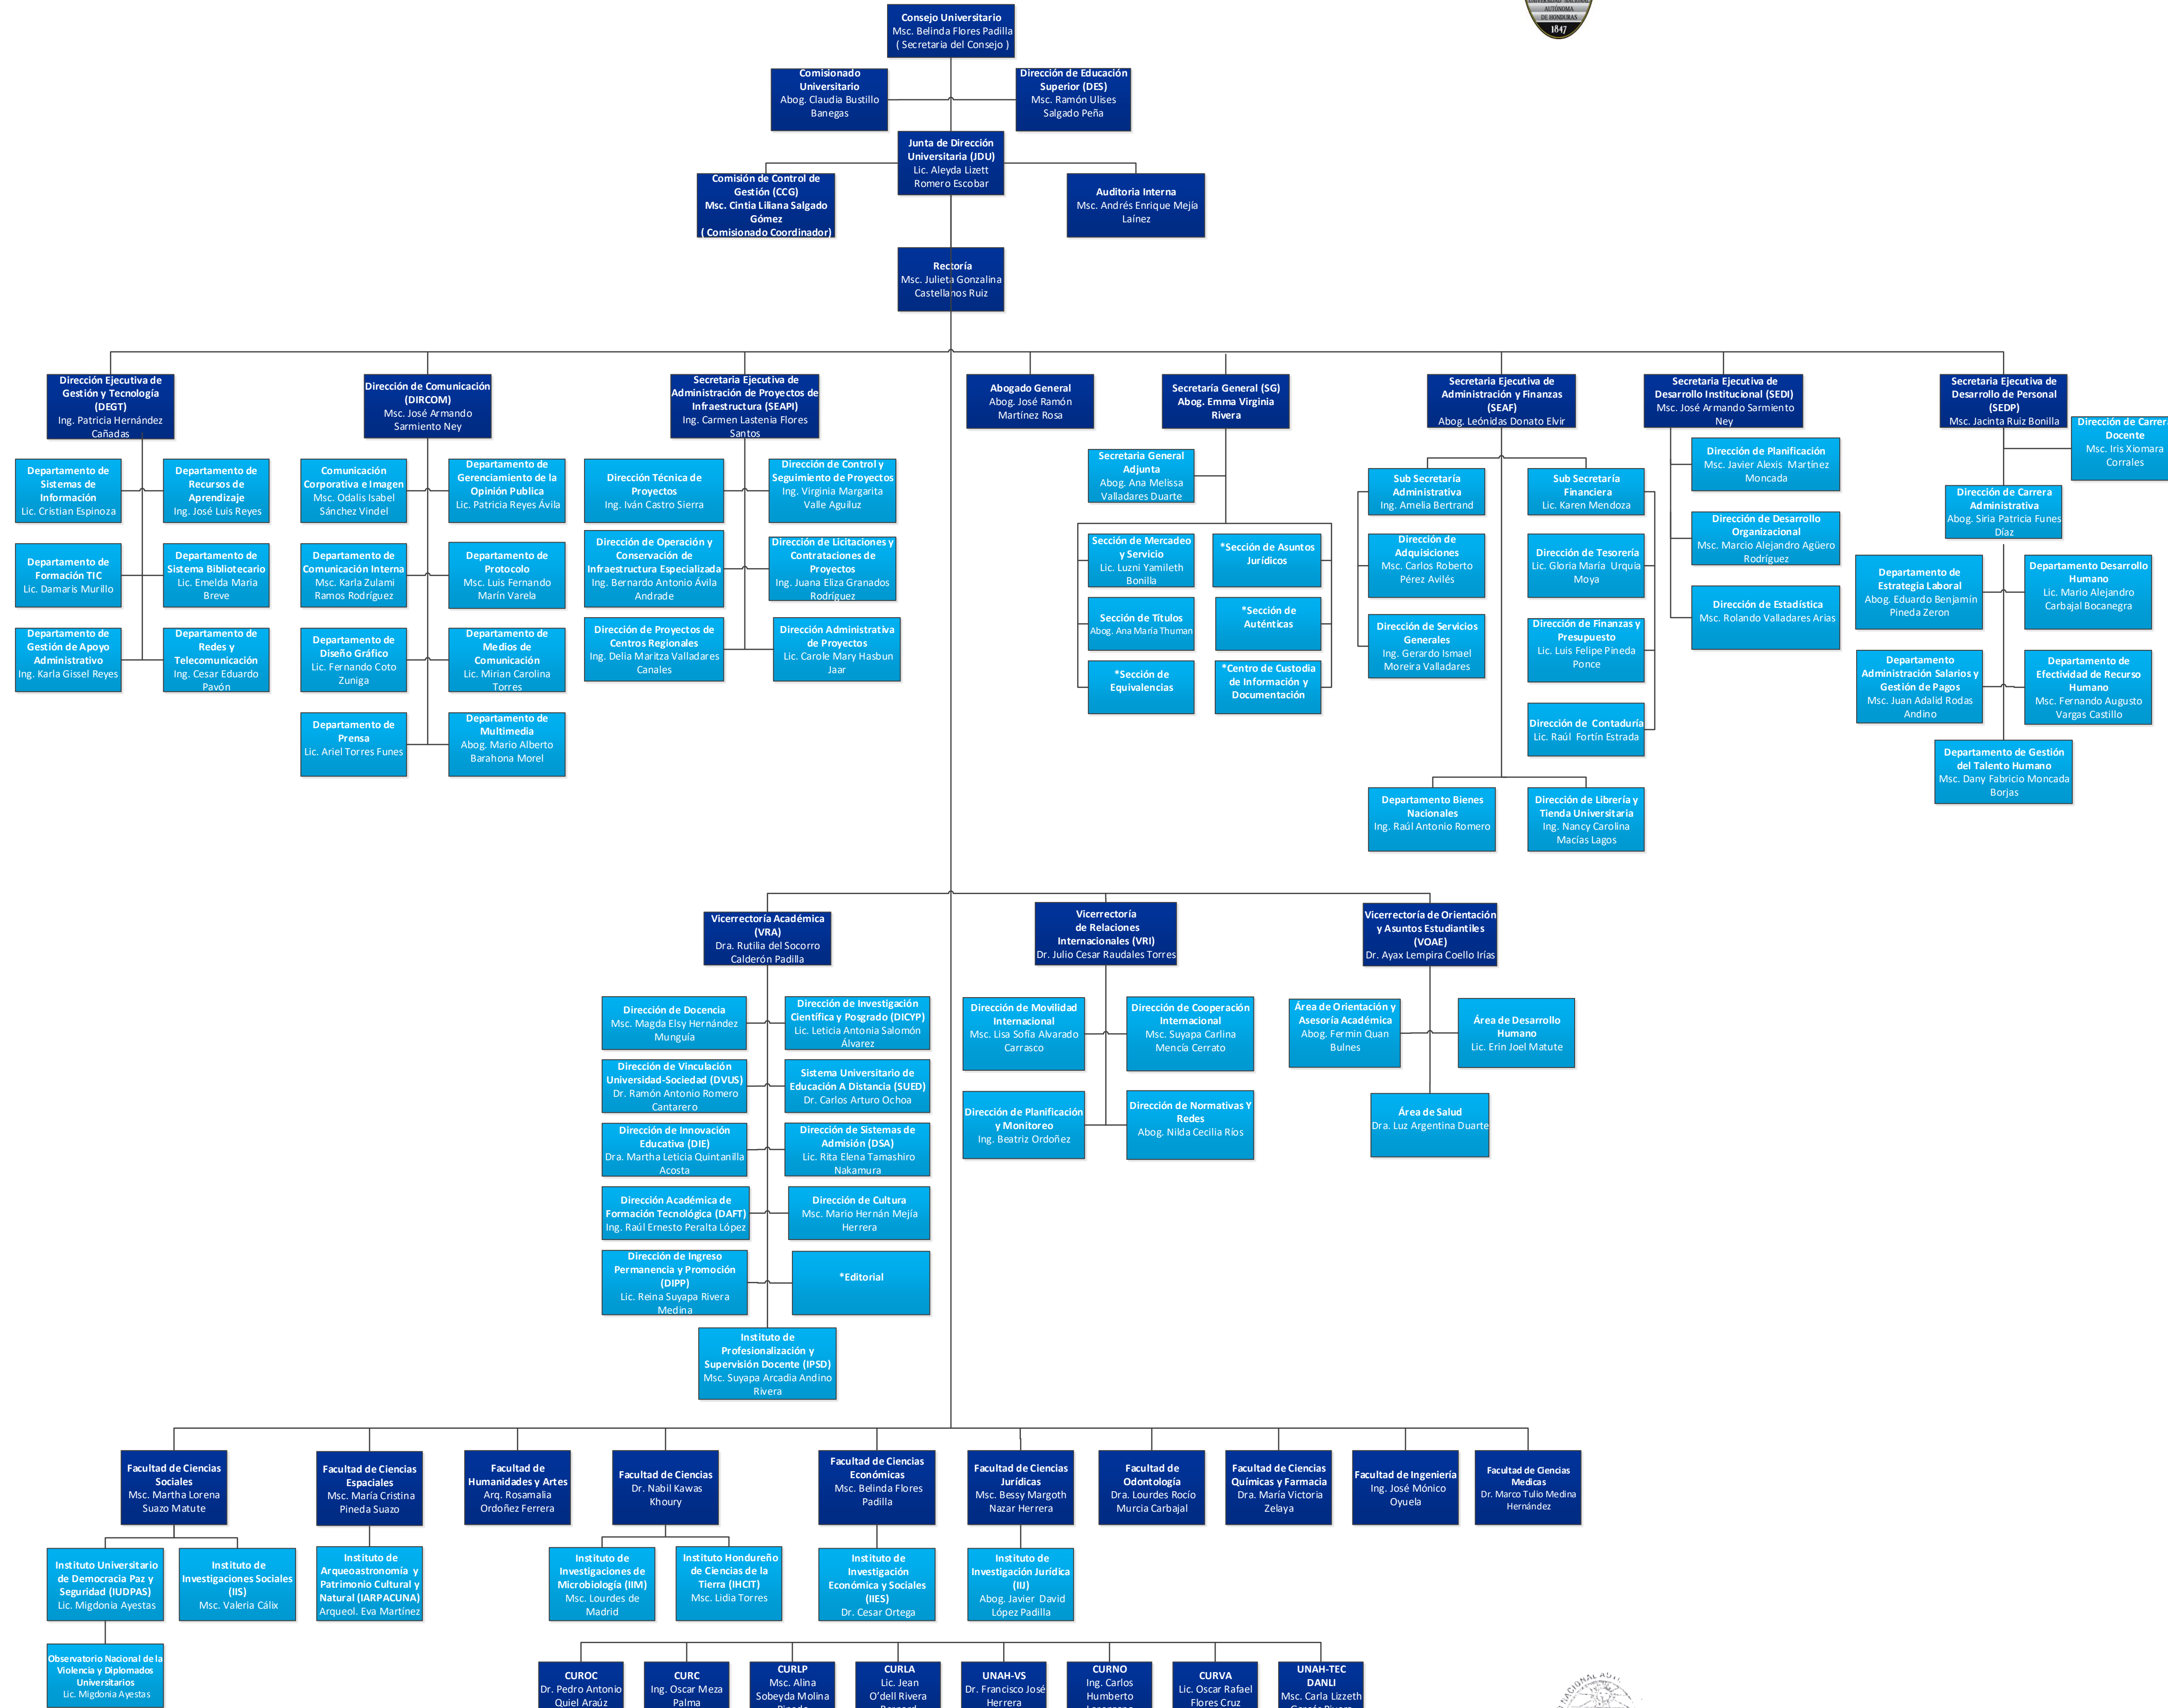 UNIVERSIDAD NACIONAL
AUTÓNOMA
DE HONDURAS
1847
Consejo Universitario
Msc. Belinda Flores Padilla
( Secretaria del Consejo )
Comisionado
Universitario
Abog. Claudia Bustillo
Banegas
Dirección de Educación
Superior (DES)
Msc. Ramón Ulises
Salgado Peña
Junta de Dirección
Universitaria (JDU)
Lic. Aleyda Lizett
Romero Escobar
Comisión de Control de
Gestión (CCG)
Msc. Cintia Liliana Salgado
Gómez
( Comisionado Coordinador)
Auditoria Interna
Msc. Andrés Enrique Mejía
Laínez
Rectoría
Msc. Julieta Gonzalina
Castellanos Ruiz
Dirección Ejecutiva de
Gestión y Tecnología
(DEGT)
Ing. Patricia Hernández
Cañadas
Dirección de Comunicación
(DIRCOM)
Msc. José Armando
Sarmiento Ney
Secretaria Ejecutiva de
Administración de Proyectos de
Infraestructura (SEAPI)
Ing. Carmen Lastenia Flores
Santos
Abogado General
Abog. José Ramón
Martínez Rosa
Secretaría General (SG)
Abog. Emma Virginia
Rivera
Secretaria Ejecutiva de
Administración y Finanzas
(SEAF)
Abog. Leónidas Donato Elvir
Secretaria Ejecutiva de
Desarrollo Institucional (SEDI)
Msc. José Armando Sarmiento
Ney
Secretaria Ejecutiva de
Desarrollo de Personal
(SEDP)
Msc. Jacinta Ruiz Bonilla
Dirección de Carrera
Docente
Msc. Iris Xiomara
Corrales
Departamento de
Sistemas de
Información
Lic. Cristian Espinoza
Departamento de
Recursos de
Aprendizaje
Ing. José Luis Reyes
Departamento de
Formación TIC
Lic. Damaris Murillo
Departamento de
Sistema Bibliotecario
Lic. Emelda Maria
Breve
Departamento de
Gestión de Apoyo
Administrativo
Ing. Karla Gissel Reyes
Departamento de
Redes y
Telecomunicación
Ing. Cesar Eduardo
Pavón
Comunicación
Corporativa e Imagen
Msc. Odalis Isabel
Sánchez Vindel
Departamento de
Gerenciamiento de la
Opinión Publica
Lic. Patricia Reyes Ávila
Departamento de
Comunicación Interna
Msc. Karla Zulami
Ramos Rodríguez
Departamento de
Protocolo
Msc. Luis Fernando
Marín Varela
Departamento de
Diseño Gráfico
Lic. Fernando Coto
Zuniga
Departamento de
Medios de
Comunicación
Lic. Mirian Carolina
Torres
Departamento de
Prensa
Lic. Ariel Torres Funes
Departamento de
Multimedia
Abog. Mario Alberto
Barahona Morel
Dirección Técnica de
Proyectos
Ing. Iván Castro Sierra
Dirección de Control y
Seguimiento de Proyectos
Ing. Virginia Margarita
Valle Aguiluz
Dirección de Operación y
Conservación de
Infraestructura Especializada
Ing. Bernardo Antonio Ávila
Andrade
Dirección de Licitaciones y
Contrataciones de
Proyectos
Ing. Juana Eliza Granados
Rodríguez
Dirección de Proyectos de
Centros Regionales
Ing. Delia Maritza Valladares
Canales
Dirección Administrativa
de Proyectos
Lic. Carole Mary Hasbun
Jaar
Secretaria General
Adjunta
Abog. Ana Melissa
Valladares Duarte
Sección de Mercadeo
y Servicio
Lic. Luzni Yamileth
Bonilla
*Sección de Asuntos
Jurídicos
Sección de Títulos
Abog. Ana María Thuman
*Sección de
Auténticas
*Sección de
Equivalencias
*Centro de Custodia
de Información y
Documentación
Sub Secretaría
Administrativa
Ing. Amelia Bertrand
Sub Secretaría
Financiera
Lic. Karen Mendoza
Dirección de
Adquisiciones
Msc. Carlos Roberto
Pérez Avilés
Dirección de Tesorería
Lic. Gloria María Urquia
Moya
Dirección de Servicios
Generales
Ing. Gerardo Ismael
Moreira Valladares
Dirección de Finanzas y
Presupuesto
Lic. Luis Felipe Pineda
Ponce
Dirección de Contaduría
Lic. Raúl Fortín Estrada
Departamento Bienes
Nacionales
Ing. Raúl Antonio Romero
Dirección de Librería y
Tienda Universitaria
Ing. Nancy Carolina
Macías Lagos
Dirección de Planificación
Msc. Javier Alexis Martínez
Moncada
Dirección de Desarrollo
Organizacional
Msc. Marcio Alejandro Agüero
Rodríguez
Dirección de Estadística
Msc. Rolando Valladares Arias
Dirección de Carrera
Administrativa
Abog. Siria Patricia Funes
Díaz
Departamento de
Estrategia Laboral
Abog. Eduardo Benjamín
Pineda Zeron
Departamento Desarrollo
Humano
Lic. Mario Alejandro
Carbajal Bocanegra
Departamento
Administración Salarios y
Gestión de Pagos
Msc. Juan Adalid Rodas
Andino
Departamento de
Efectividad de Recurso
Humano
Msc. Fernando Augusto
Vargas Castillo
Departamento de Gestión
del Talento Humano
Msc. Dany Fabricio Moncada
Borjas
Vicerrectoría Académica
(VRA)
Dra. Rutilia del Socorro
Calderón Padilla
Vicerrectoría
de Relaciones
Internacionales (VRI)
Dr. Julio Cesar Raudales Torres
Vicerrectoría de Orientación
y Asuntos Estudiantiles
(VOAE)
Dr. Ayax Lempira Coello Irías
Dirección de Docencia
Msc. Magda Elsy Hernández
Munguía
Dirección de Investigación
Científica y Posgrado (DICYP)
Lic. Leticia Antonia Salomón
Álvarez
Dirección de Vinculación
Universidad-Sociedad (DVUS)
Dr. Ramón Antonio Romero
Cantarero
Sistema Universitario de
Educación A Distancia (SUED)
Dr. Carlos Arturo Ochoa
Dirección de Innovación
Educativa (DIE)
Dra. Martha Leticia Quintanilla
Acosta
Dirección de Sistemas de
Admisión (DSA)
Lic. Rita Elena Tamashiro
Nakamura
Dirección Académica de
Formación Tecnológica (DAFT)
Ing. Raúl Ernesto Peralta López
Dirección de Cultura
Msc. Mario Hernán Mejía
Herrera
Dirección de Ingreso
Permanencia y Promoción
(DIPP)
Lic. Reina Suyapa Rivera
Medina
*Editorial
Instituto de
Profesionalización y
Supervisión Docente (IPSD)
Msc. Suyapa Arcadia Andino
Rivera
Dirección de Movilidad
Internacional
Msc. Lisa Sofía Alvarado
Carrasco
Dirección de Cooperación
Internacional
Msc. Suyapa Carlina
Mencía Cerrato
Dirección de Planificación
y Monitoreo
Ing. Beatriz Ordoñez
Dirección de Normativas Y
Redes
Abog. Nilda Cecilia Ríos
Área de Orientación y
Asesoría Académica
Abog. Fermin Quan
Bulnes
Área de Desarrollo
Humano
Lic. Erin Joel Matute
Área de Salud
Dra. Luz Argentina Duarte
Facultad de Ciencias
Sociales
Msc. Martha Lorena
Suazo Matute
Facultad de Ciencias
Espaciales
Msc. María Cristina
Pineda Suazo
Facultad de
Humanidades y Artes
Arq. Rosamalia
Ordoñez Ferrera
Facultad de Ciencias
Dr. Nabil Kawas
Khoury
Facultad de Ciencias
Económicas
Msc. Belinda Flores
Padilla
Facultad de Ciencias
Jurídicas
Msc. Bessy Margoth
Nazar Herrera
Facultad de
Odontología
Dra. Lourdes Rocío
Murcia Carbajal
Facultad de Ciencias
Químicas y Farmacia
Dra. María Victoria
Zelaya
Facultad de Ingeniería
Ing. José Mónico
Oyuela
Facultad de Ciencias
Medicas
Dr. Marco Tulio Medina
Hernández
Instituto Universitario
de Democracia Paz y
Seguridad (IUDPAS)
Lic. Migdonia Ayestas
Instituto de
Investigaciones Sociales
(IIS)
Msc. Valeria Cálix
Instituto de
Arqueoastronomía y
Patrimonio Cultural y
Natural (IARPACUNA)
Arqueol. Eva Martínez
Instituto de
Investigaciones de
Microbiología (IIM)
Msc. Lourdes de
Madrid
Instituto Hondureño
de Ciencias de la
Tierra (IHCIT)
Msc. Lidia Torres
Instituto de
Investigación
Económica y Sociales
(IIES)
Dr. Cesar Ortega
Instituto de
Investigación Jurídica
(IIJ)
Abog. Javier David
López Padilla
Observatorio Nacional de la
Violencia y Diplomados
Universitarios
Lic. Migdonia Ayestas
CUROC
Dr. Pedro Antonio
Quiel Araúz
CURC
Ing. Oscar Meza
Palma
CURLP
Msc. Alina
Sobeyda Molina
CURLA
Lic. Jean
O'dell Rivera
UNAH-VS
Dr. Francisco José
Herrera
CURNO
Ing. Carlos
Humberto
CURVA
Lic. Oscar Rafael
Flores Cruz
UNAH-TEC
DANLI
Msc. Carla Lizzeth